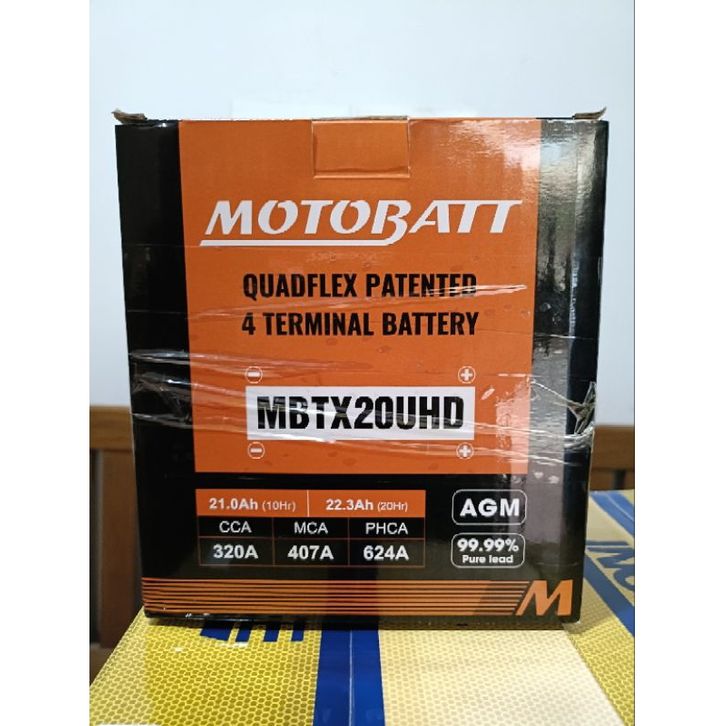 MOTOBATT
QUADFLEX PATENTED
4 TERMINAL BATTERY
MBTX20UHD
21.0Ah (10Hr) 22.3Ah (20Hr)
CCA MCA PHCA
320A 407A 624A
AGM
99.99%
Pure lead
M